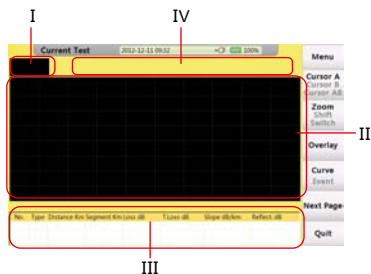 I
IV
Current Test 2012-12-11 09:32 100%
Menu
Cursor A
Cursor B
Cursor AB
Zoom
Shift
Switch
II
Overlay
Curve
Event
Next Page
No. Type Distance Km Segment Km Loss dB T.Loss dB Slope dB/km Reflect. dB
Quit
III